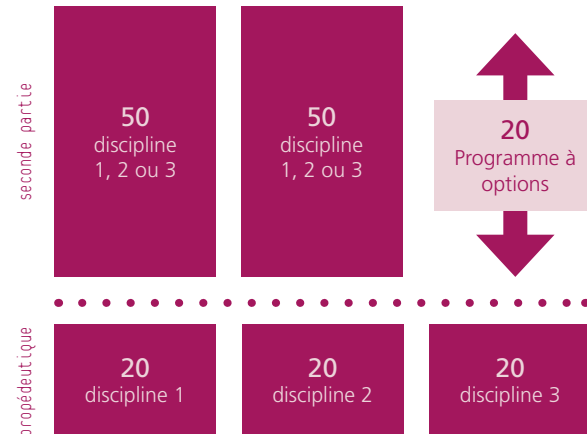 seconde partie
50
discipline
1, 2 ou 3
50
discipline
1, 2 ou 3
20
Programme à
options
propédeutique
20
discipline 1
20
discipline 2
20
discipline 3